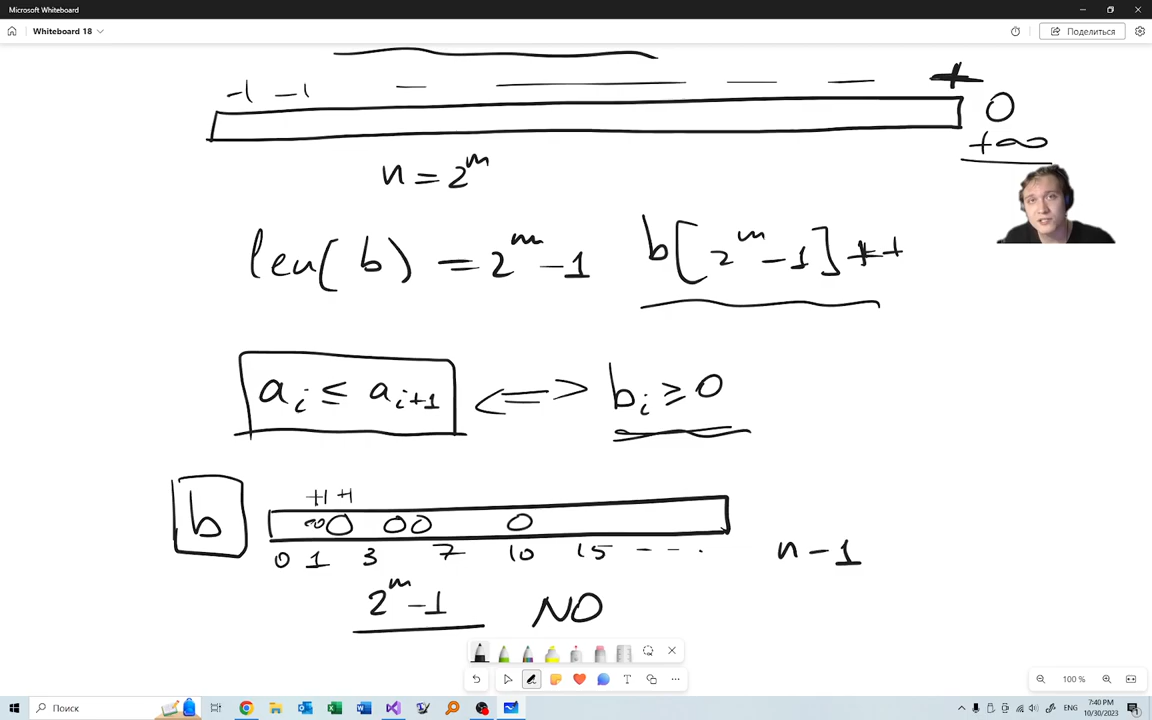 Microsoft Whiteboard
Whiteboard 18
Поделиться
-1 -1 — — — — +
0
+∞
n = 2^m
len( b ) = 2^m - 1 b[ 2^m - 1 ] ++
a_i ≤ a_{i+1} <=> b_i ≥ 0
+1 +1
b
0 00 0
0 1 3 7 10 15 - - - .
n - 1
2^m - 1 NO
100 %
Поиск
ENG
7:40 PM
10/30/2023